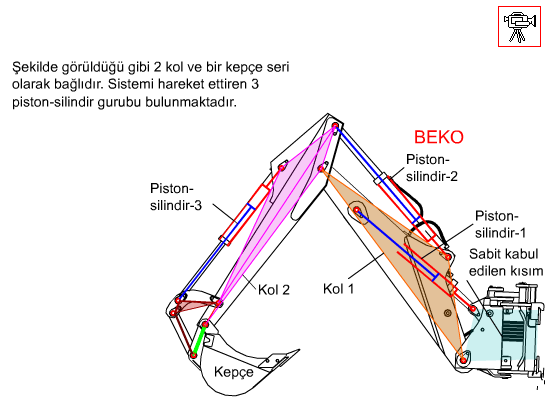 Şekilde görüldüğü gibi 2 kol ve bir kepçe seri
olarak bağlıdır. Sistemi hareket ettiren 3
piston-silindir gurubu bulunmaktadır.
BEKO
Piston-
silindir-2
Piston-
silindir-3
Piston-
silindir-1
Sabit kabul
edilen kısım
Kol 2
Kol 1
Kepçe